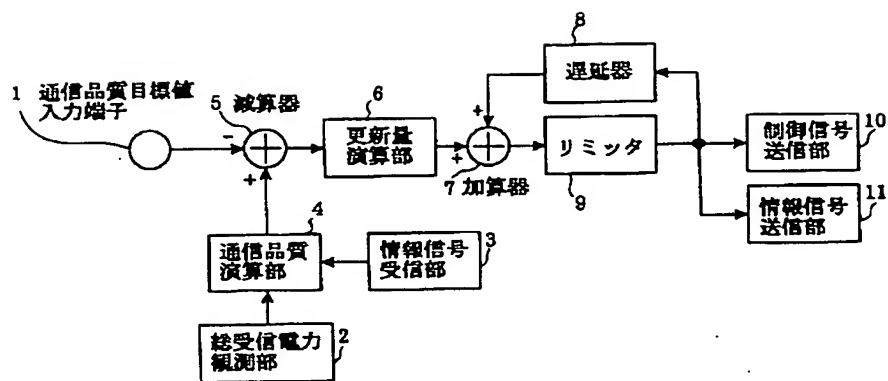 8
遅延器
1 通信品質目標値
入力端子
5 減算器
6
更新量
演算部
+
-
+
+
+
7 加算器
リミッタ
9
制御信号
送信部
10
情報信号
送信部
11
4
通信品質
演算部
情報信号
受信部
3
総受信電力
観測部
2